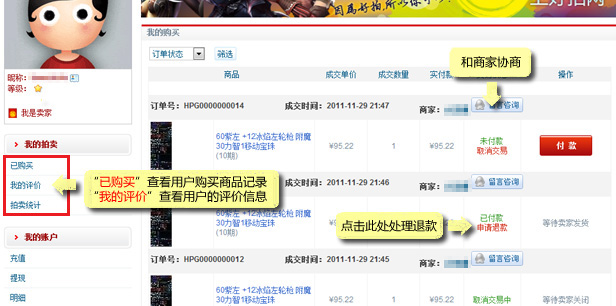 因為好拍所以你中
上好拍网
昵称：
等级：
我是卖家
我的拍卖
已购买
我的评价
拍卖统计
我的账户
充值
提现
明细
我的购买
订单状态 筛选
商品 成交单价 成交数量 实付款 操作
和商家协商
订单号：HPG0000000014 成交时间：2011-11-29 21:47 商家： 留言咨询
60紫左 +12冰焰左轮枪 附魔 ¥95.22 1 ¥95.22 未付款 付 款
30力智1移动宝珠 取消交易
(10期)
“已购买”查看用户购买商品记录
“我的评价”查看用户的评价信息
2011-11-29 21:46 商家： 留言咨询
点击此处处理退款
60紫左 +12冰焰左轮枪 附魔 已付款 等待卖家发货
30力智1移动宝珠 申请退款
(10期)
订单号：HPG0000000012 成交时间：2011-11-29 21:45 商家： 留言咨询
60紫左 +12冰焰左轮枪 附魔 ¥95.22 1 ¥95.22 取消交易中 等待卖家关闭
30力智1移动宝珠